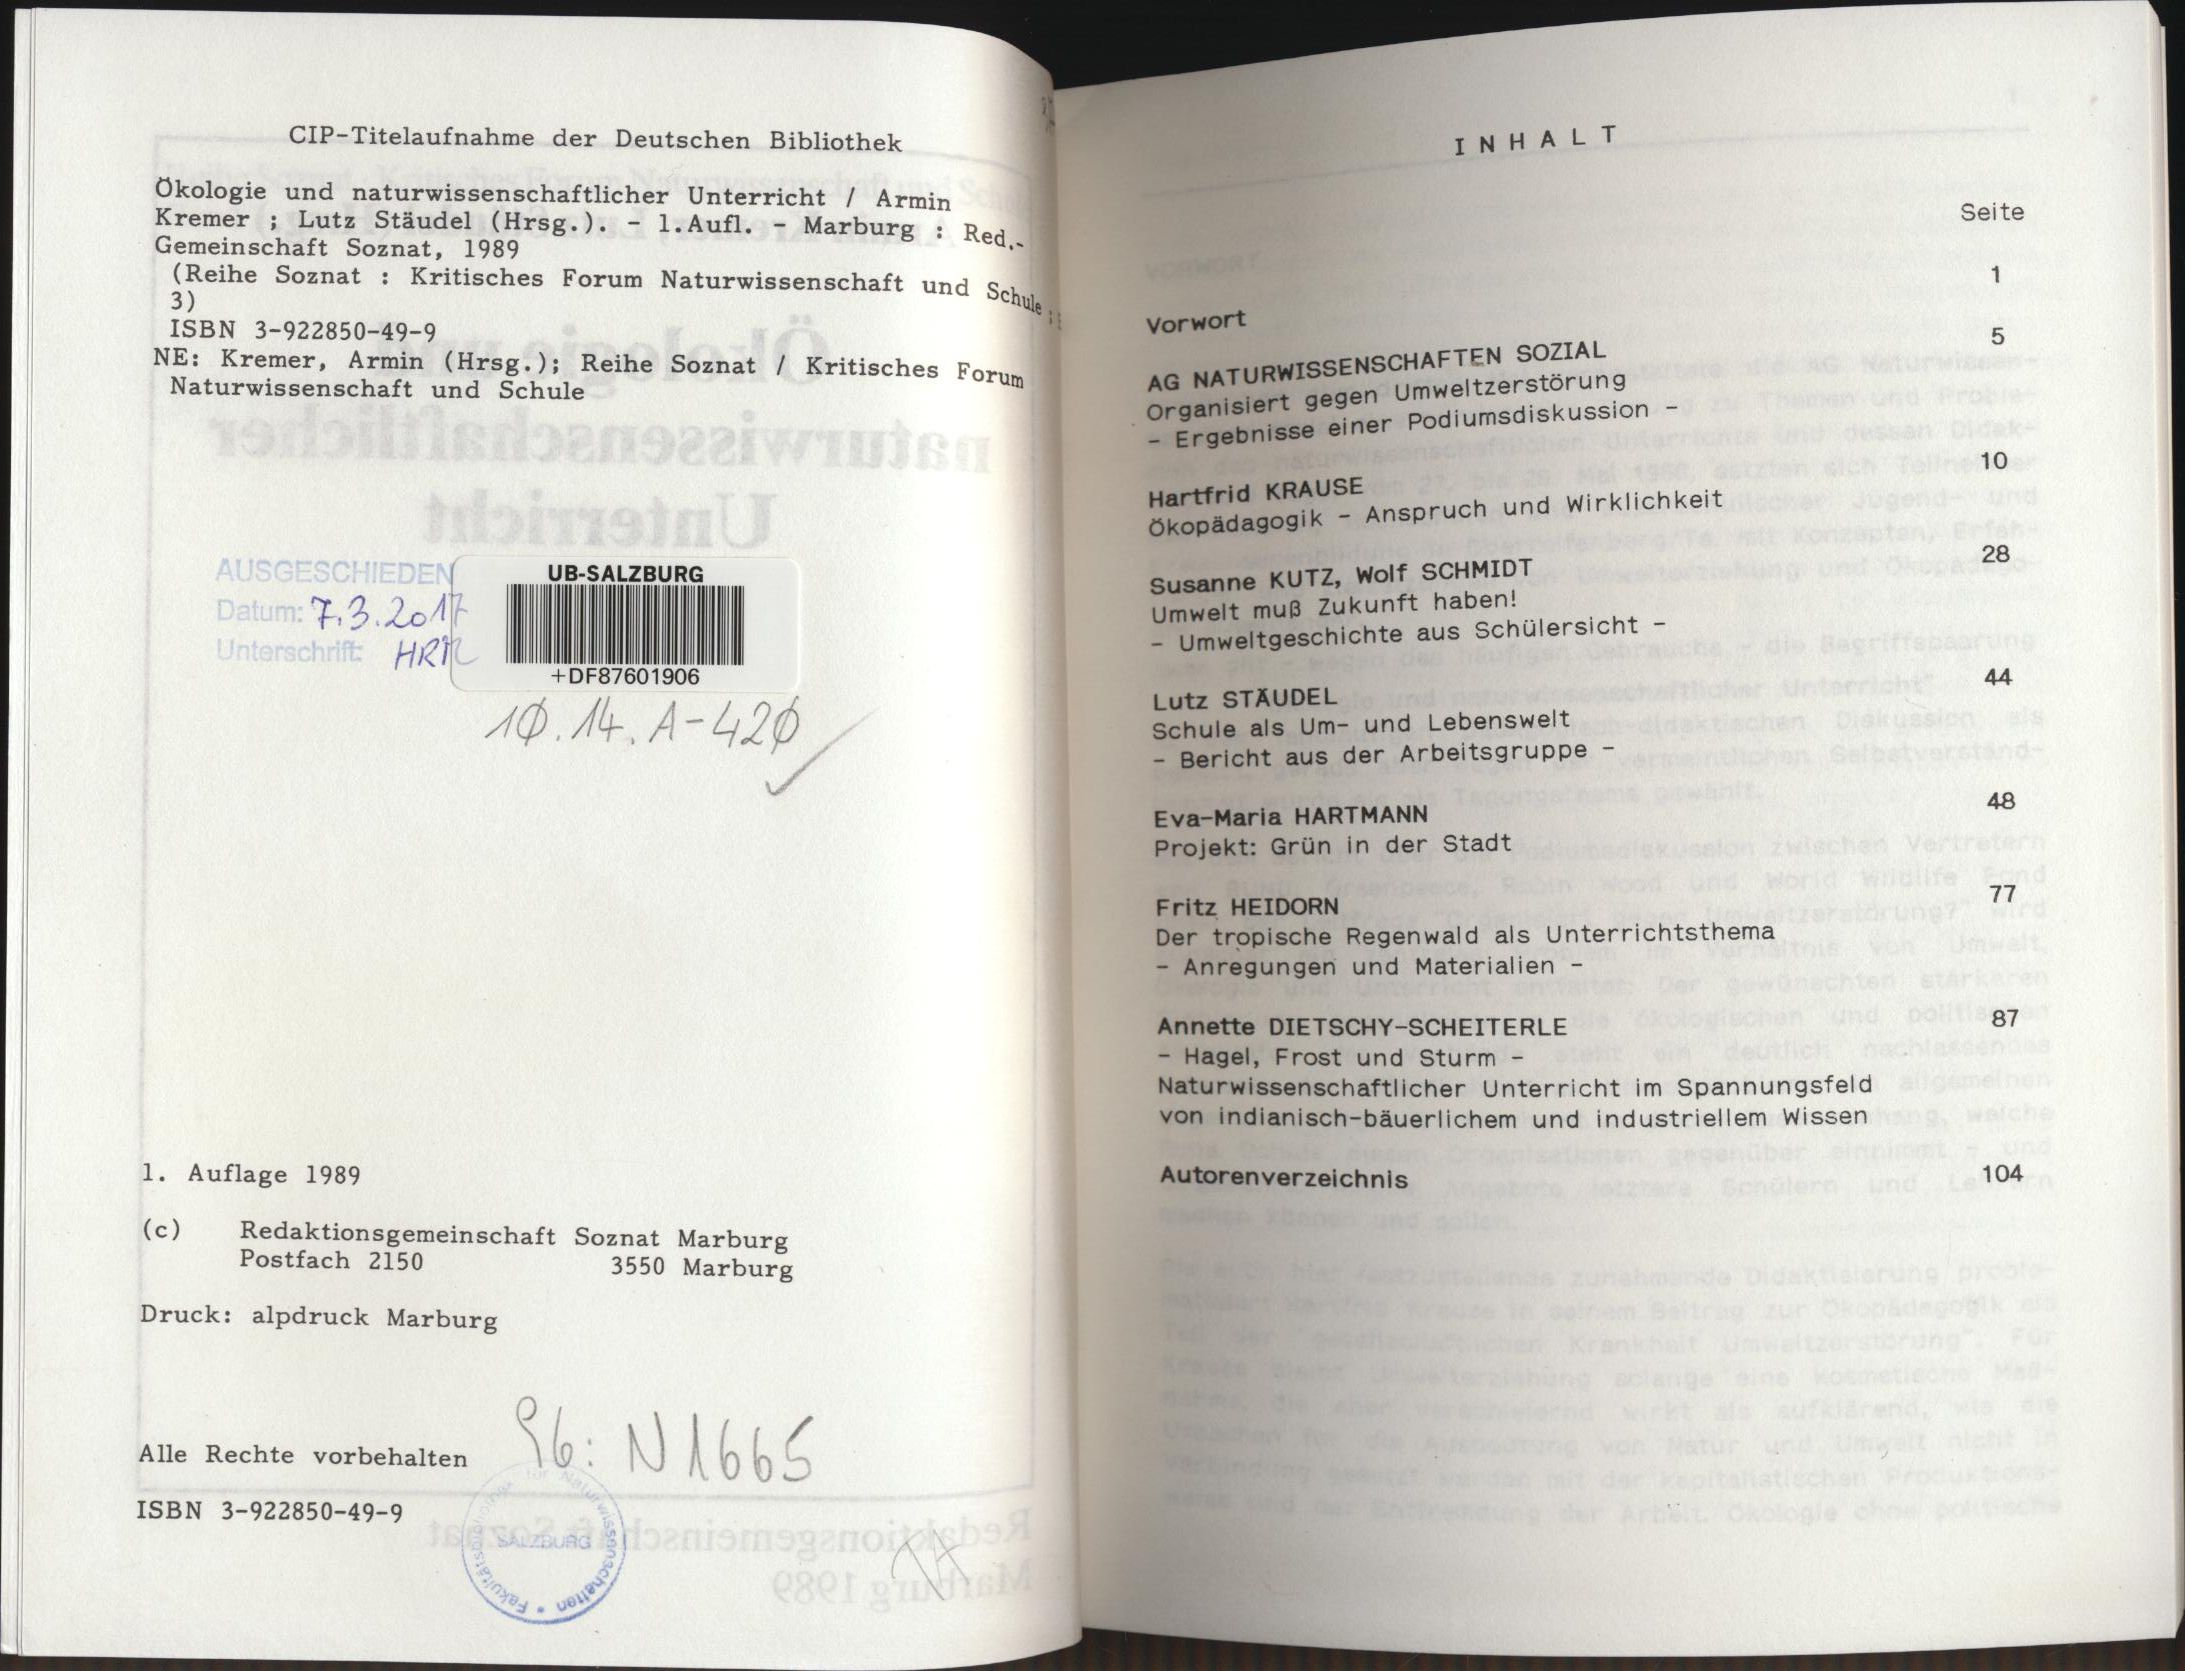 CIP-Titelaufnahme der Deutschen Bibliothek
Ökologie und naturwissenschaftlicher Unterricht / Armin
Kremer ; Lutz Stäudel (Hrsg.). - 1.Aufl. - Marburg : Red.-
Gemeinschaft Soznat, 1989
(Reihe Soznat : Kritisches Forum Naturwissenschaft und Schule ;
3)
ISBN 3-922850-49-9
NE: Kremer, Armin (Hrsg.); Reihe Soznat / Kritisches Forum
Naturwissenschaft und Schule
AUSGESCHIEDEN
Datum: 7.3.2017
Unterschrift:
UB-SALZBURG
+DF87601906
10.14.A-420
1. Auflage 1989
(c) Redaktionsgemeinschaft Soznat Marburg
Postfach 2150 3550 Marburg
Druck: alpdruck Marburg
96: N1665
Alle Rechte vorbehalten
ISBN 3-922850-49-9
Fakultätsbibliothek für Naturwissenschaften
SALZBURG
INHALT
Seite
Vorwort 1
AG NATURWISSENSCHAFTEN SOZIAL 5
Organisiert gegen Umweltzerstörung
- Ergebnisse einer Podiumsdiskussion -
Hartfrid KRAUSE 10
Ökopädagogik - Anspruch und Wirklichkeit
Susanne KUTZ, Wolf SCHMIDT 28
Umwelt muß Zukunft haben!
- Umweltgeschichte aus Schülersicht -
Lutz STÄUDEL 44
Schule als Um- und Lebenswelt
- Bericht aus der Arbeitsgruppe -
Eva-Maria HARTMANN 48
Projekt: Grün in der Stadt
Fritz HEIDORN 77
Der tropische Regenwald als Unterrichtsthema
- Anregungen und Materialien -
Annette DIETSCHY-SCHEITERLE 87
- Hagel, Frost und Sturm -
Naturwissenschaftlicher Unterricht im Spannungsfeld
von indianisch-bäuerlichem und industriellem Wissen
Autorenverzeichnis 104